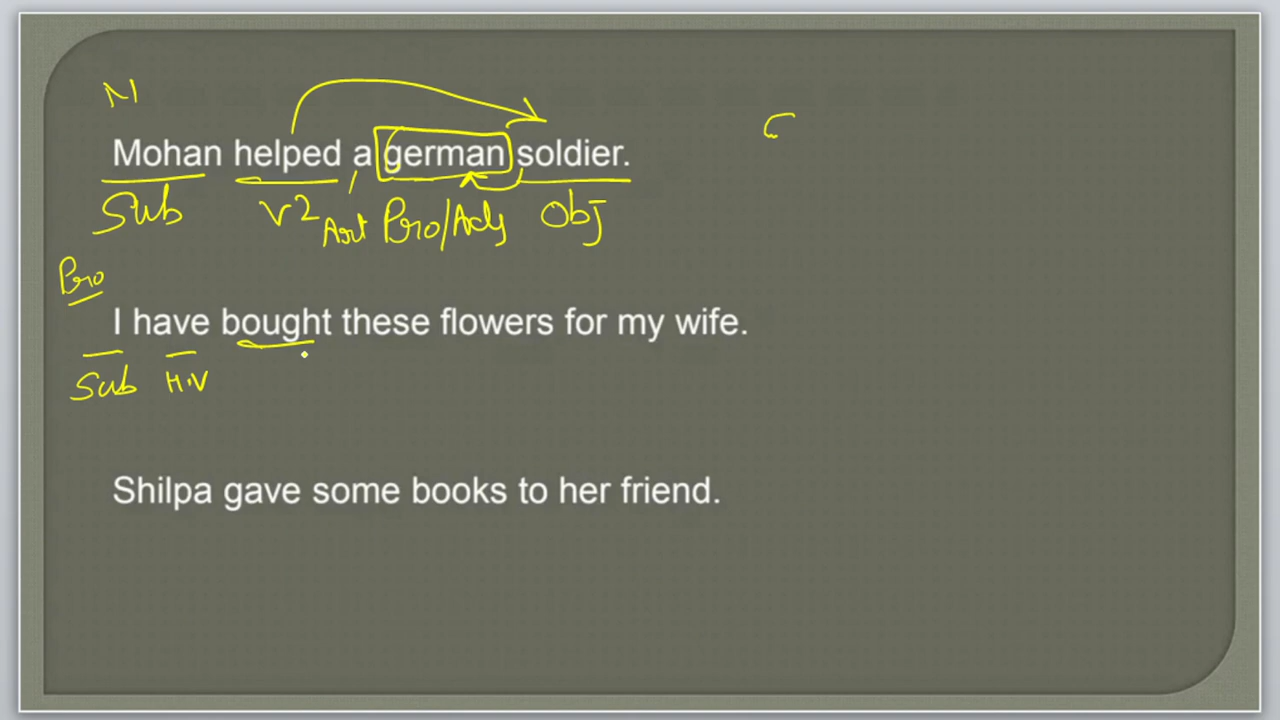 N
Mohan helped a german soldier.
Sub V2 Art Pro/Adj Obj
Pro
I have bought these flowers for my wife.
Sub H.V
Shilpa gave some books to her friend.